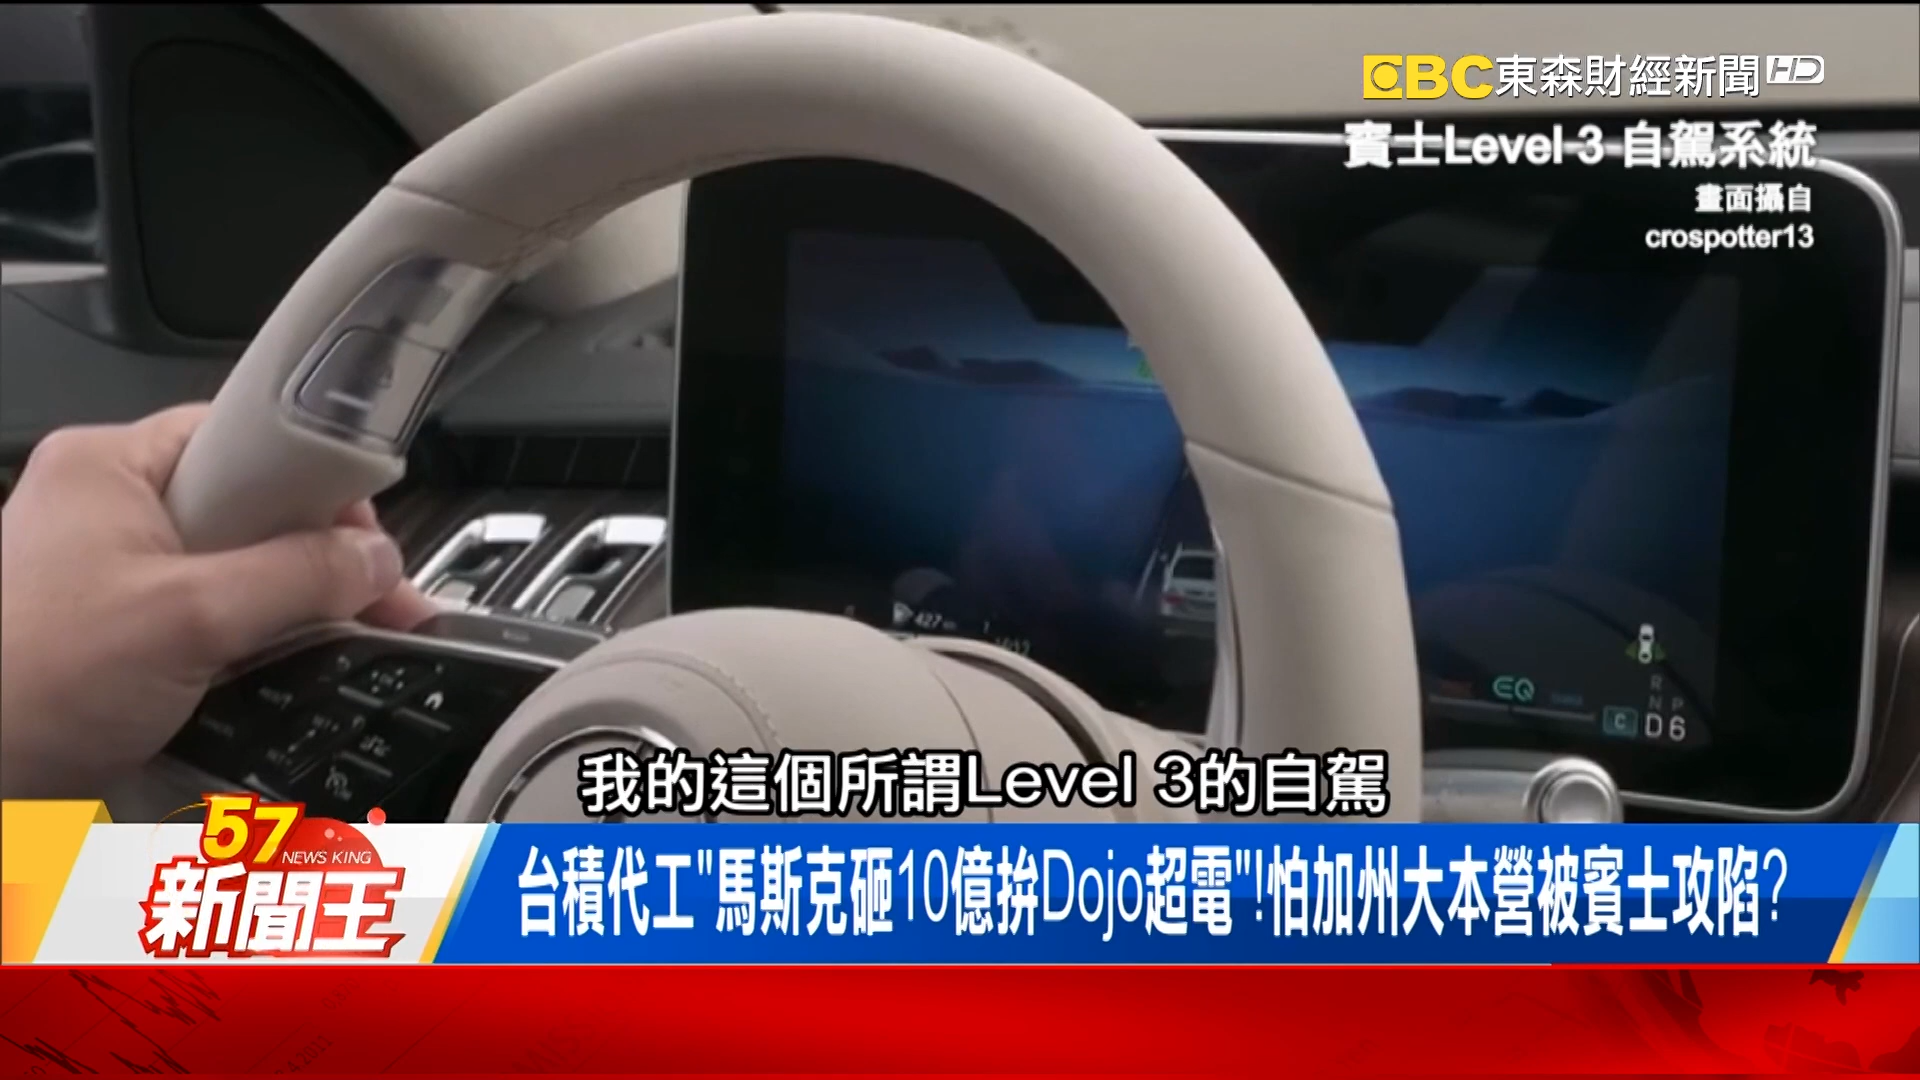 EBC東森財經新聞HD
賓士Level 3 自駕系統
畫面攝自
crospotter13
427
R
N P
EQ
C D 6
我的這個所謂Level 3的自駕
57
NEWS KING
新聞王
台積代工"馬斯克砸10億拚Dojo超電"!怕加州大本營被賓士攻陷?